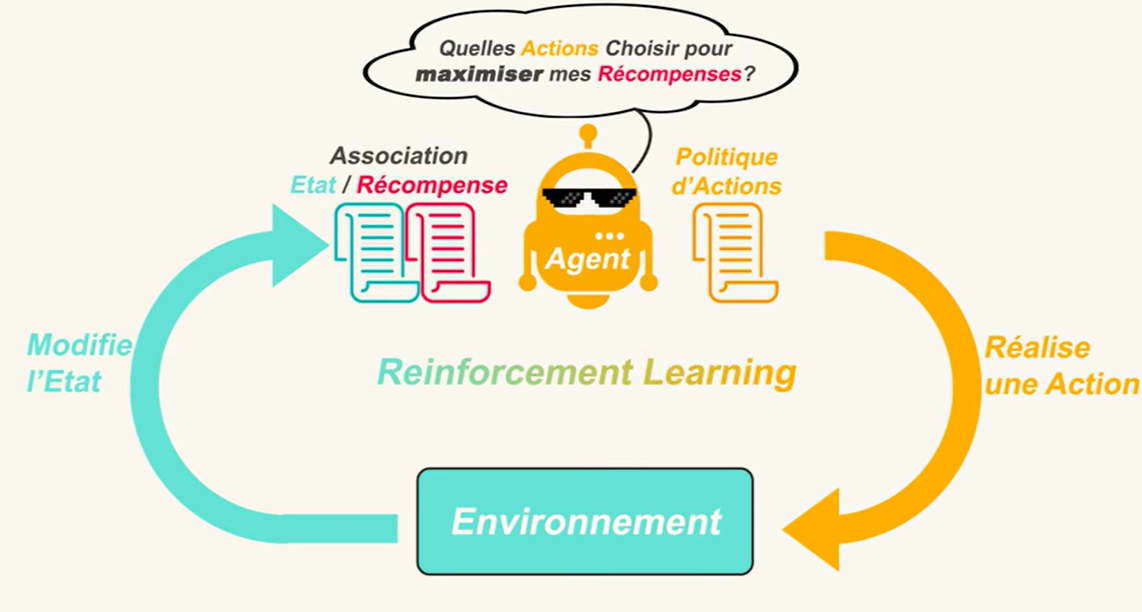 Quelles Actions Choisir pour
maximiser mes Récompenses?
Association
Etat / Récompense
Politique
d'Actions
Agent
Modifie
l'Etat
Reinforcement Learning
Réalise
une Action
Environnement